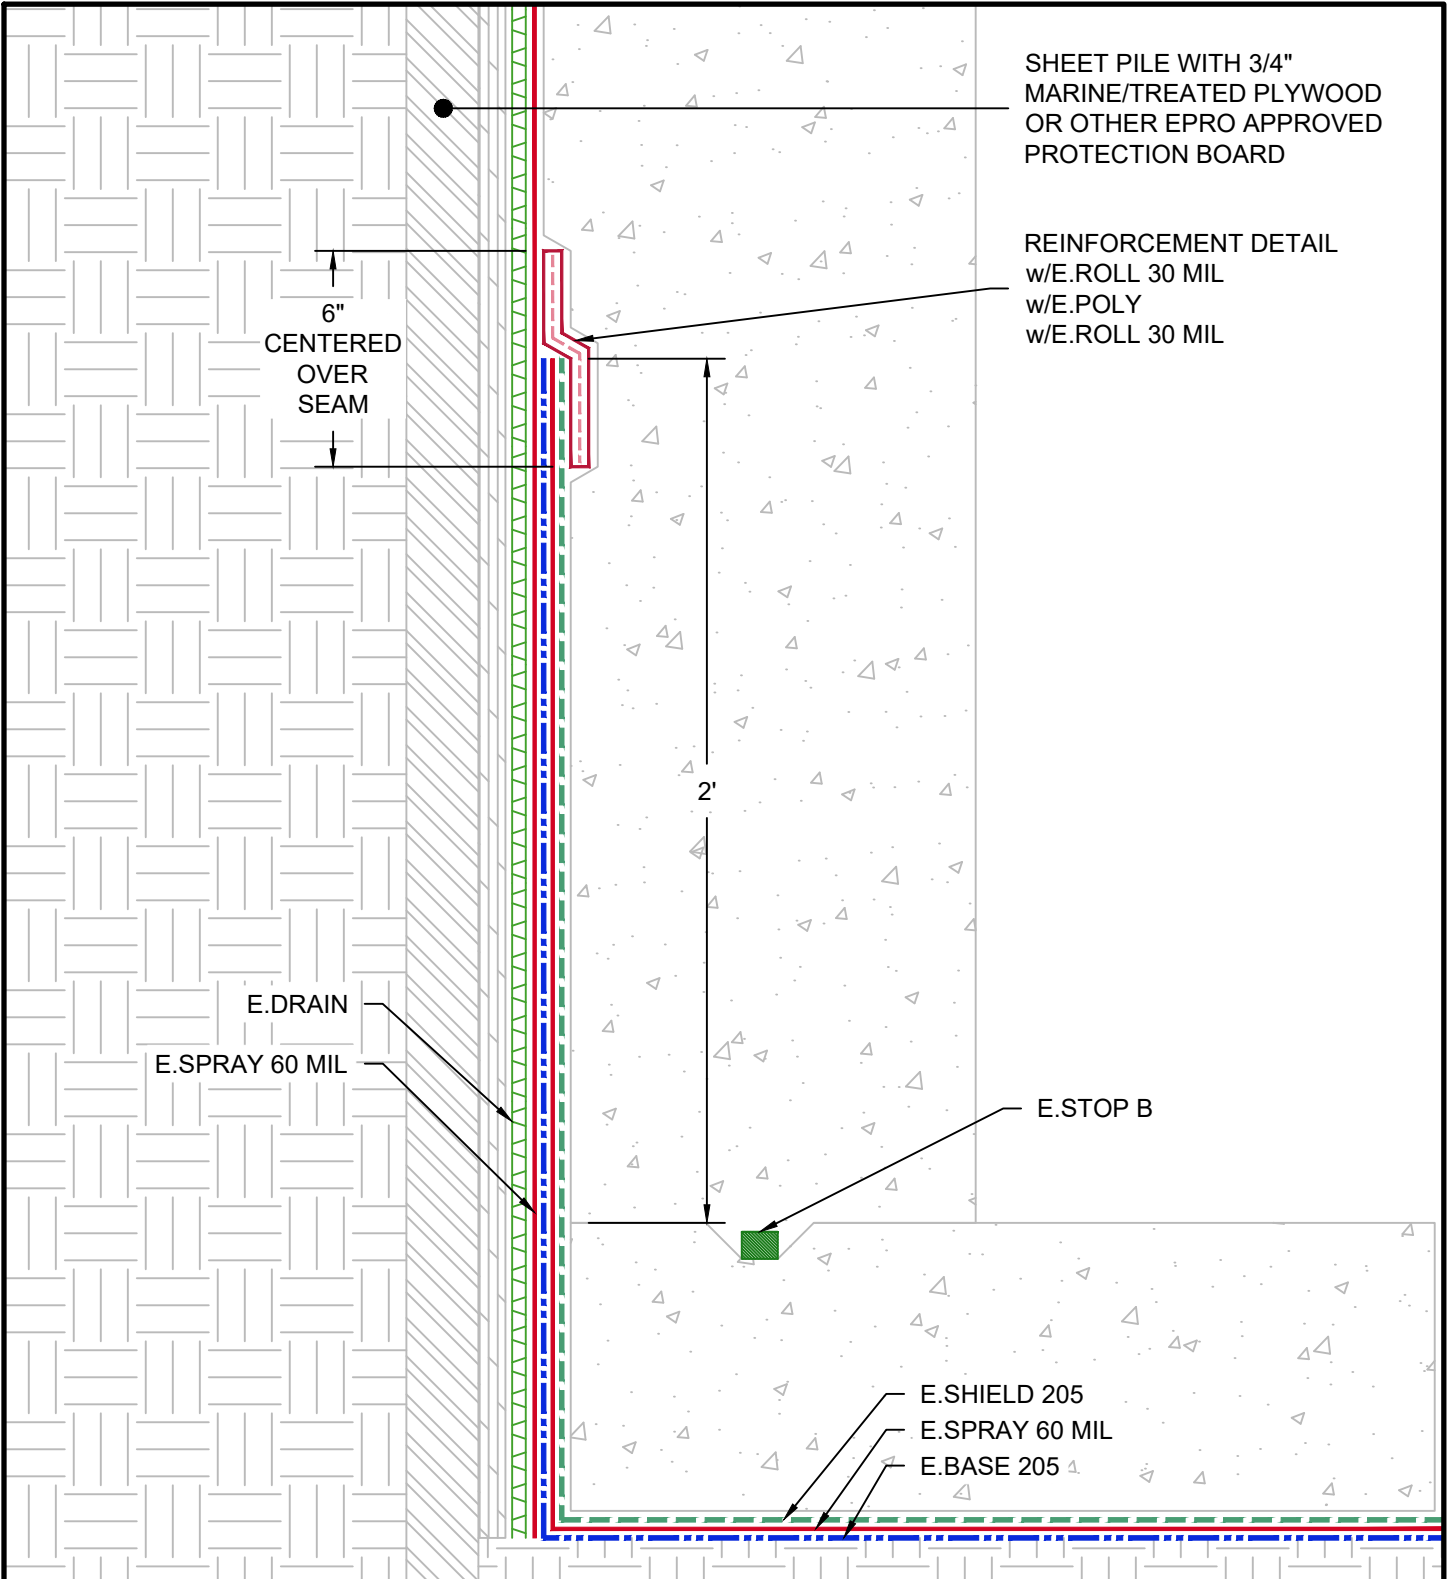 SHEET PILE WITH 3/4"
MARINE/TREATED PLYWOOD
OR OTHER EPRO APPROVED
PROTECTION BOARD
REINFORCEMENT DETAIL
w/E.ROLL 30 MIL
w/E.POLY
w/E.ROLL 30 MIL
6"
CENTERED
OVER
SEAM
2'
E.DRAIN
E.SPRAY 60 MIL
E.STOP B
E.SHIELD 205
E.SPRAY 60 MIL
E.BASE 205